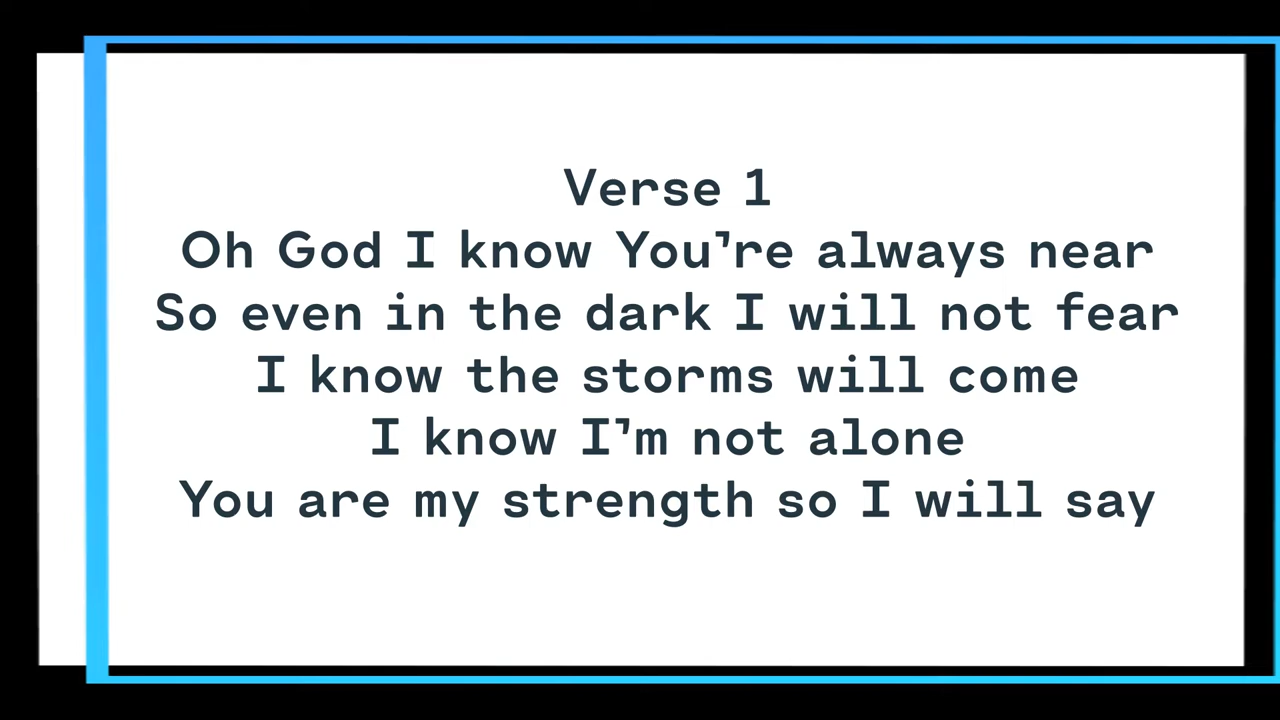 Verse 1
Oh God I know You’re always near
So even in the dark I will not fear
I know the storms will come
I know I’m not alone
You are my strength so I will say